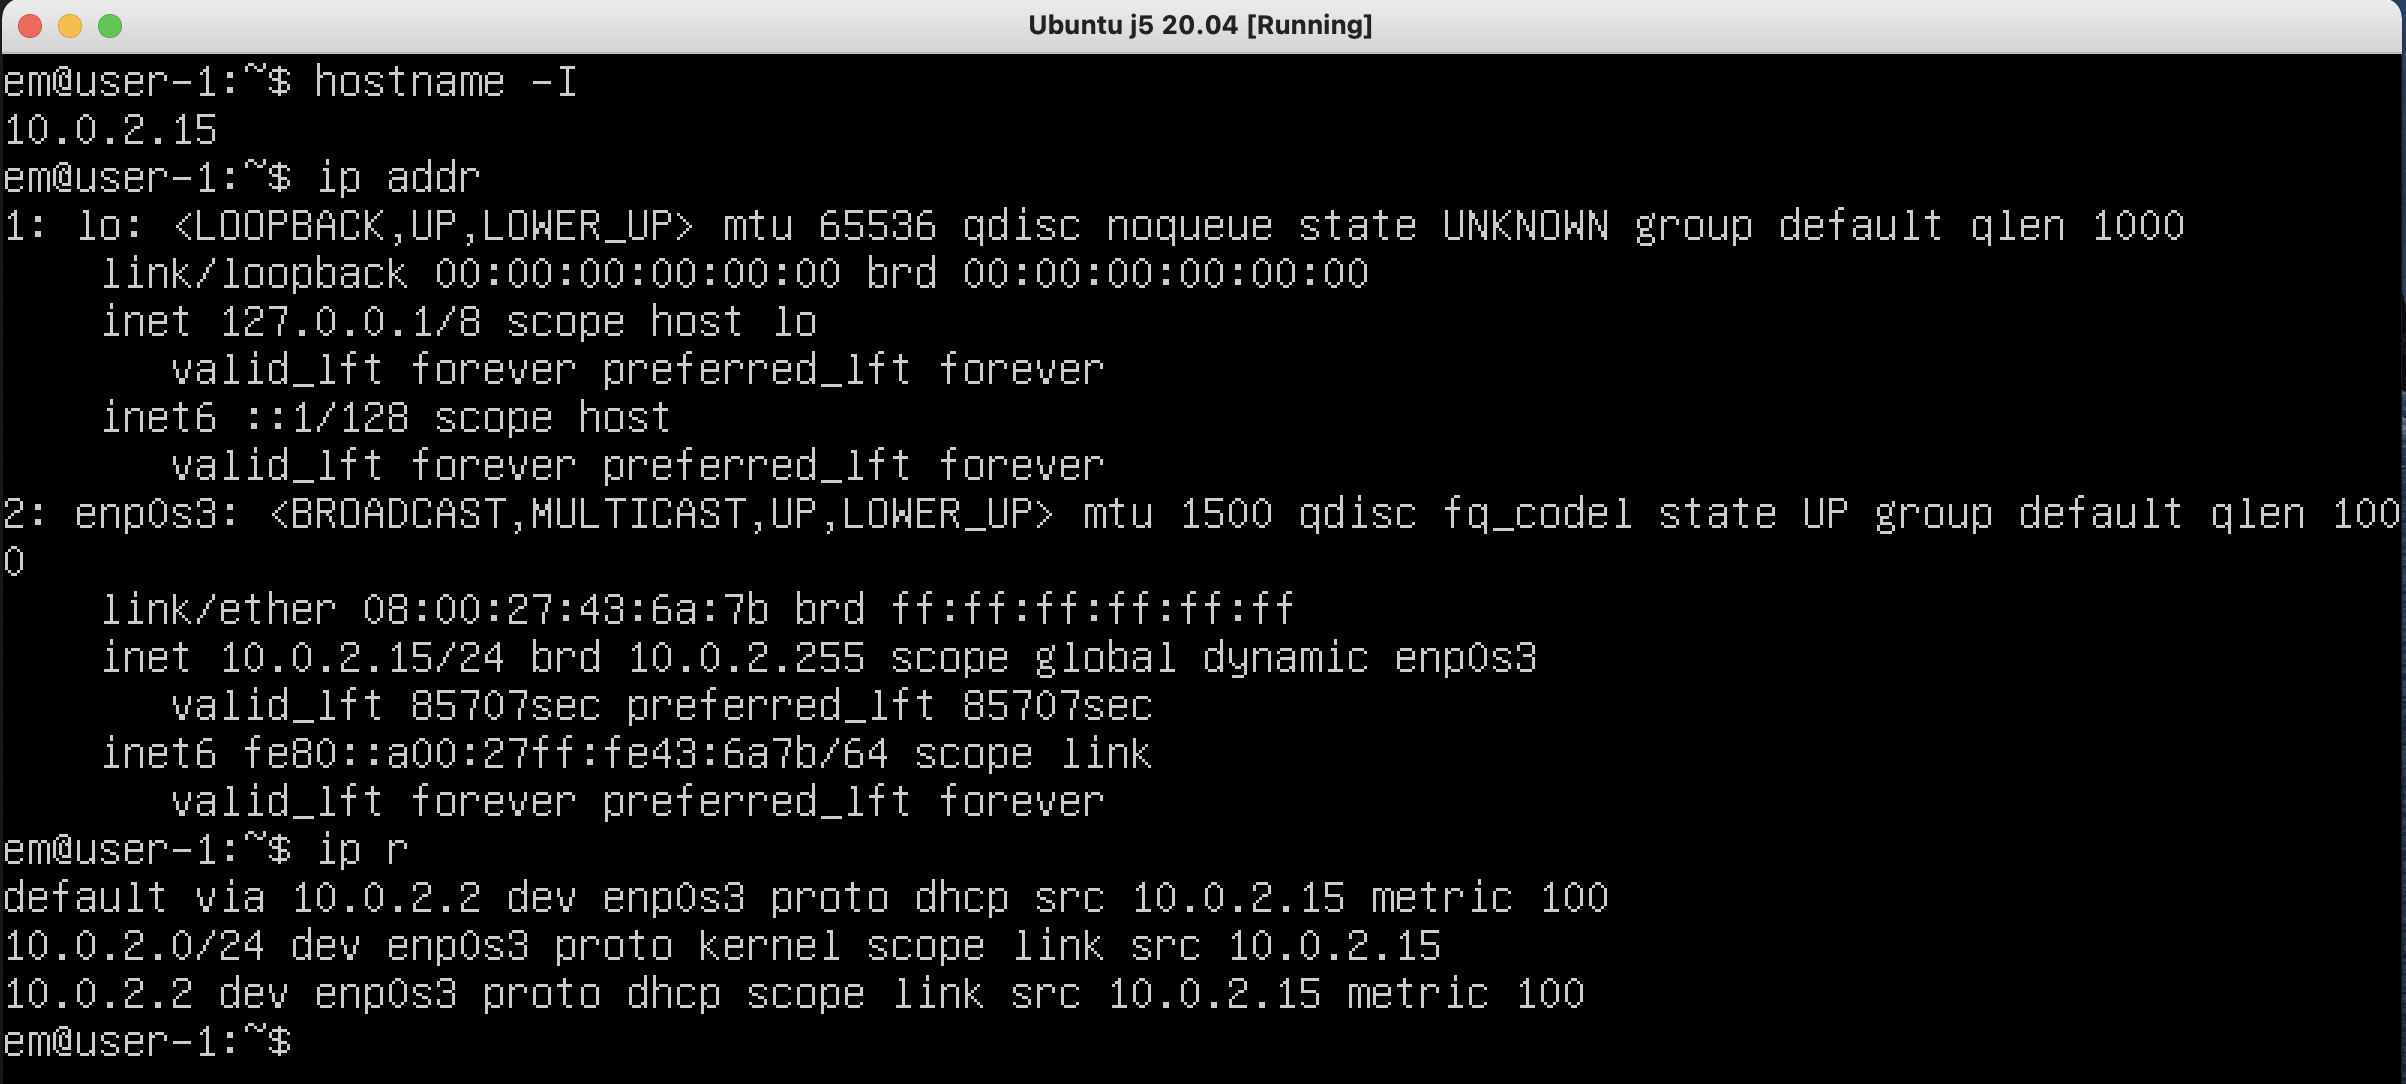 Ubuntu j5 20.04 [Running]
em@user-1:~$ hostname -I
10.0.2.15
em@user-1:~$ ip addr
1: lo: <LOOPBACK,UP,LOWER_UP> mtu 65536 qdisc noqueue state UNKNOWN group default qlen 1000
    link/loopback 00:00:00:00:00:00 brd 00:00:00:00:00:00
    inet 127.0.0.1/8 scope host lo
       valid_lft forever preferred_lft forever
    inet6 ::1/128 scope host
       valid_lft forever preferred_lft forever
2: enp0s3: <BROADCAST,MULTICAST,UP,LOWER_UP> mtu 1500 qdisc fq_codel state UP group default qlen 100
0
    link/ether 08:00:27:43:6a:7b brd ff:ff:ff:ff:ff:ff
    inet 10.0.2.15/24 brd 10.0.2.255 scope global dynamic enp0s3
       valid_lft 85707sec preferred_lft 85707sec
    inet6 fe80::a00:27ff:fe43:6a7b/64 scope link
       valid_lft forever preferred_lft forever
em@user-1:~$ ip r
default via 10.0.2.2 dev enp0s3 proto dhcp src 10.0.2.15 metric 100
10.0.2.0/24 dev enp0s3 proto kernel scope link src 10.0.2.15
10.0.2.2 dev enp0s3 proto dhcp scope link src 10.0.2.15 metric 100
em@user-1:~$